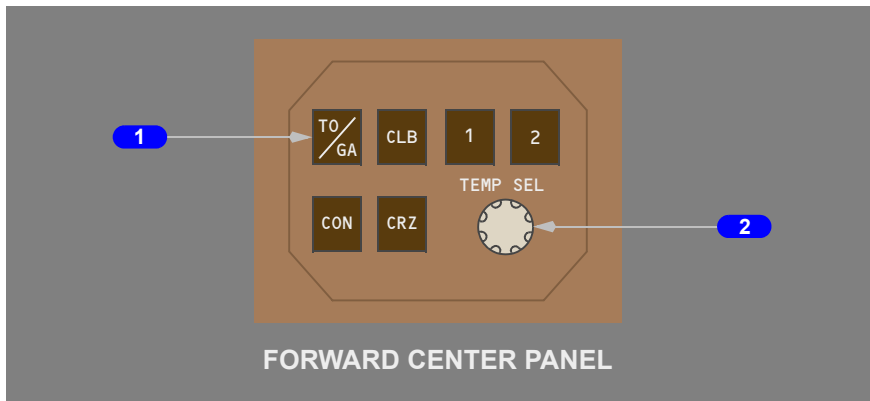 TO/GA CLB 1 2
TEMP SEL
CON CRZ
1
2
FORWARD CENTER PANEL